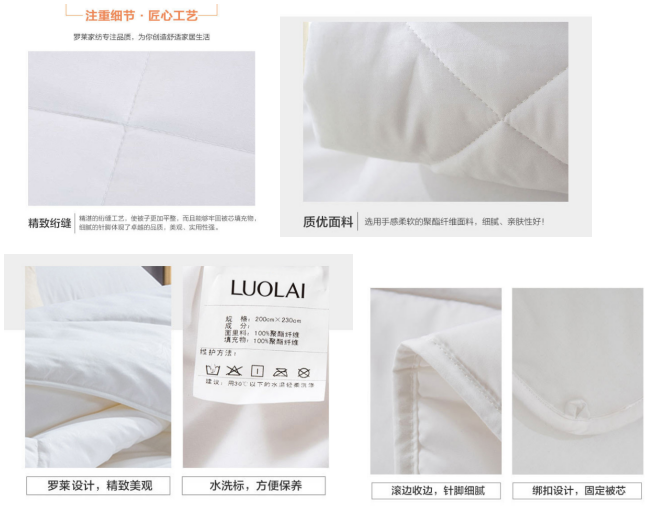 注重细节·匠心工艺
罗莱家纺专注品质，为你创造舒适家居生活
精致绗缝
精湛的绗缝工艺，使被子更加平整，而且能够牢固被芯填充物，
细腻的针脚体现了卓越的品质，美观、实用性强。
质优面料
选用手感柔软的聚酯纤维面料，细腻、亲肤性好！
LUOLAI
规 格：200cm×230cm
成 分：
面里料：100%聚酯纤维
填充物：100%聚酯纤维
维护方法：
建议：用30℃以下的水温轻柔洗涤
罗莱设计，精致美观
水洗标，方便保养
滚边收边，针脚细腻
绑扣设计，固定被芯